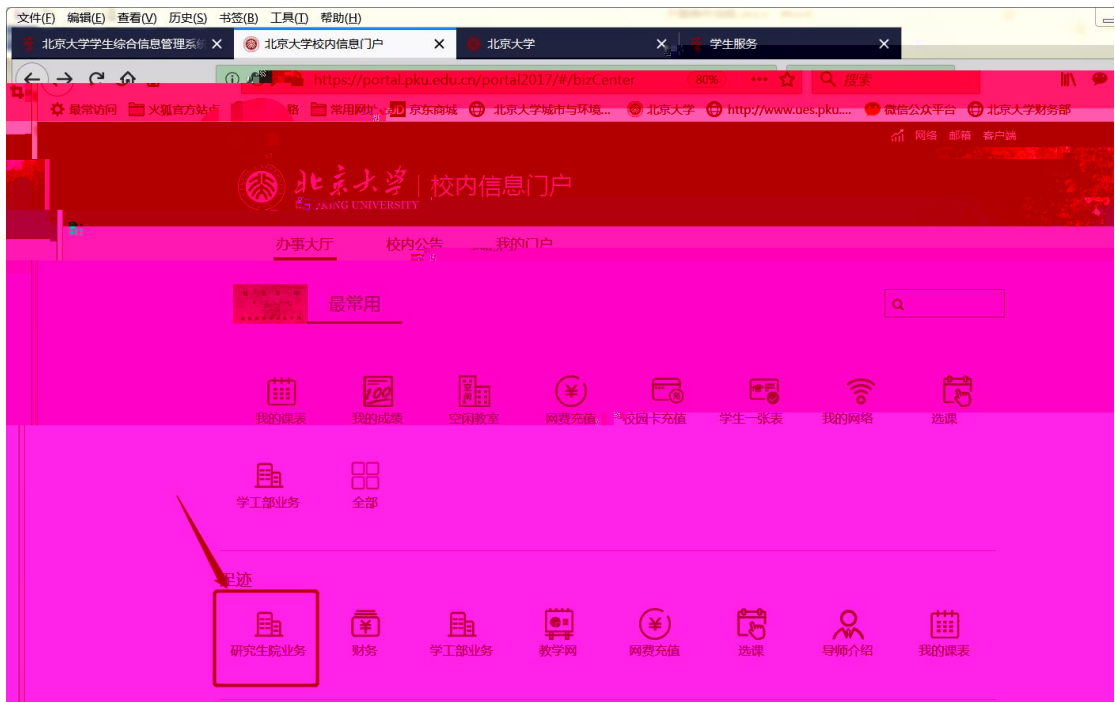 文件(F) 编辑(E) 查看(V) 历史(S) 书签(B) 工具(T) 帮助(H)
北京大学学生综合信息管理系统 北京大学校内信息门户 北京大学 学生服务
https://portal.pku.edu.cn/portal2017/#/bizCenter 80% 搜索
最常访问 火狐官方站点 常用网址 京东商城 北京大学城市与环境... 北京大学 http://www.ues.pku.... 微信公众平台 北京大学财务部
网络 邮箱 客户端
北京大学 校内信息门户
PEKING UNIVERSITY
办事大厅 校内公告 我的门户
最常用
我的课表 我的成绩 空闲教室 网费充值 校园卡充值 学生一张表 我的网络 选课
学工部业务 全部
足迹
研究生院业务 财务 学工部业务 教学网 网费充值 选课 导师介绍 我的课表